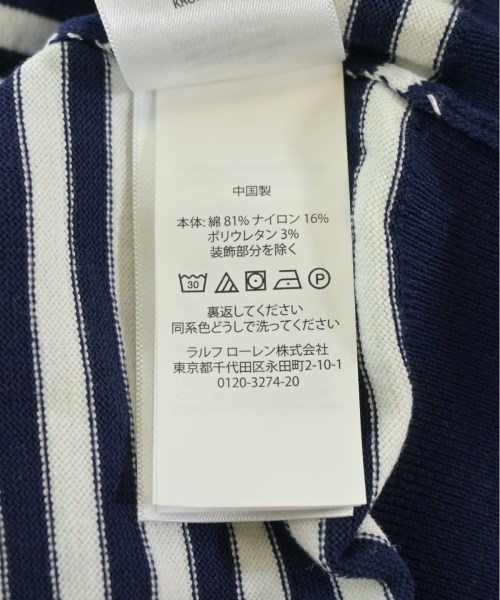 中国製
本体: 綿 81% ナイロン 16%
ポリウレタン 3%
装飾部分を除く
30 P
裏返してください
同系色どうしで洗ってください
ラルフ ローレン株式会社
東京都千代田区永田町2-10-1
0120-3274-20